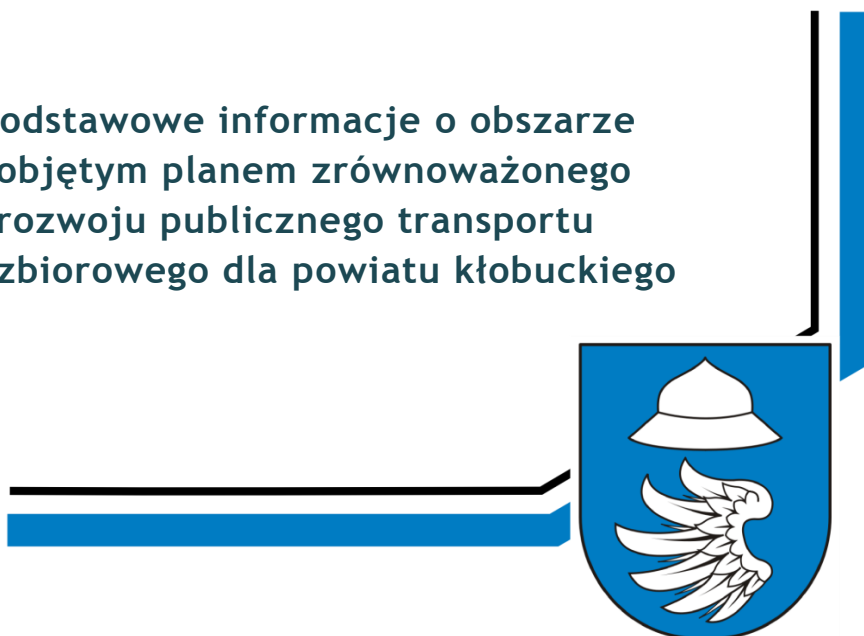 odstawowe informacje o obszarze
objętym planem zrównoważonego
rozwoju publicznego transportu
zbiorowego dla powiatu kłobuckiego